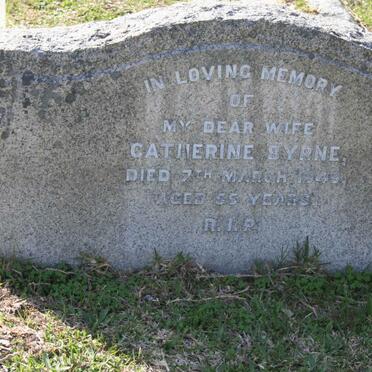 IN LOVING MEMORY
OF
MY DEAR WIFE
CATHERINE BYRNE,
DIED 7TH MARCH
AGED 55 YEARS
R.I.P.